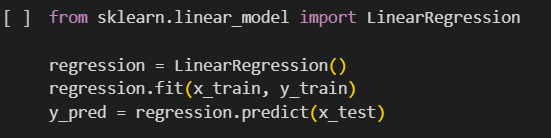 [ ] from sklearn.linear_model import LinearRegression
regression = LinearRegression()
regression.fit(x_train, y_train)
y_pred = regression.predict(x_test)